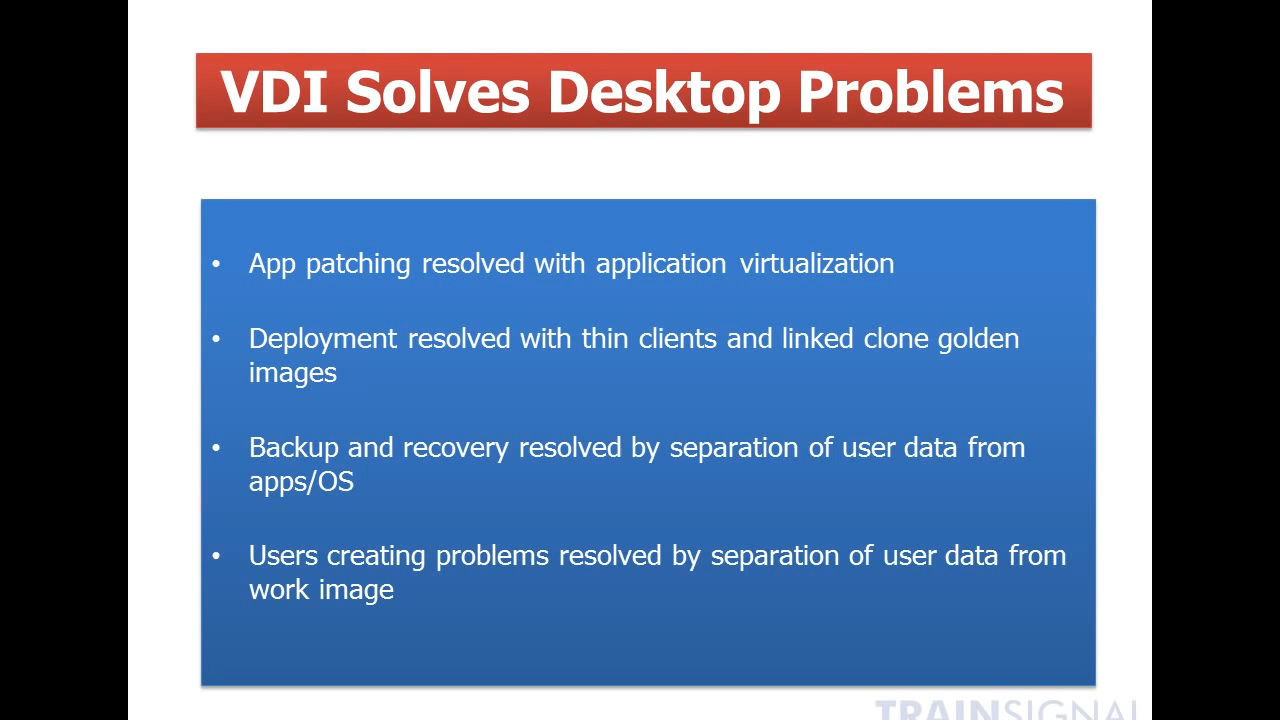 VDI Solves Desktop Problems
• App patching resolved with application virtualization
• Deployment resolved with thin clients and linked clone golden
images
• Backup and recovery resolved by separation of user data from
apps/OS
• Users creating problems resolved by separation of user data from
work image
TRAINSIGNAL